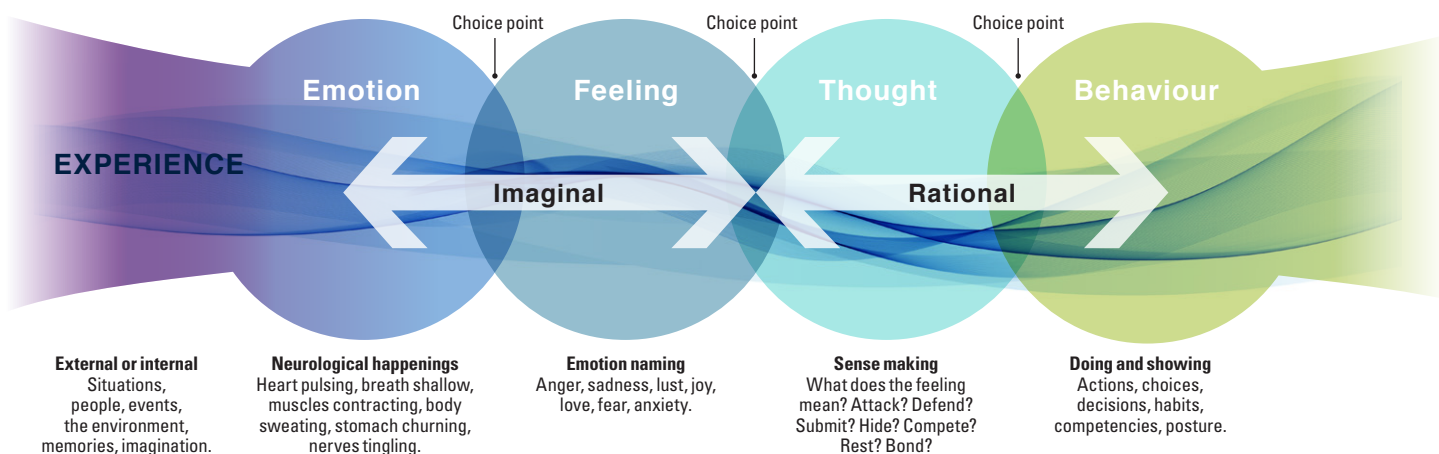 Choice point
Choice point
Choice point
Emotion
Feeling
Thought
Behaviour
EXPERIENCE
Imaginal
Rational
External or internal
Situations,
people, events,
the environment,
memories, imagination.
Neurological happenings
Heart pulsing, breath shallow,
muscles contracting, body
sweating, stomach churning,
nerves tingling.
Emotion naming
Anger, sadness, lust, joy,
love, fear, anxiety.
Sense making
What does the feeling
mean? Attack? Defend?
Submit? Hide? Compete?
Rest? Bond?
Doing and showing
Actions, choices,
decisions, habits,
competencies, posture.